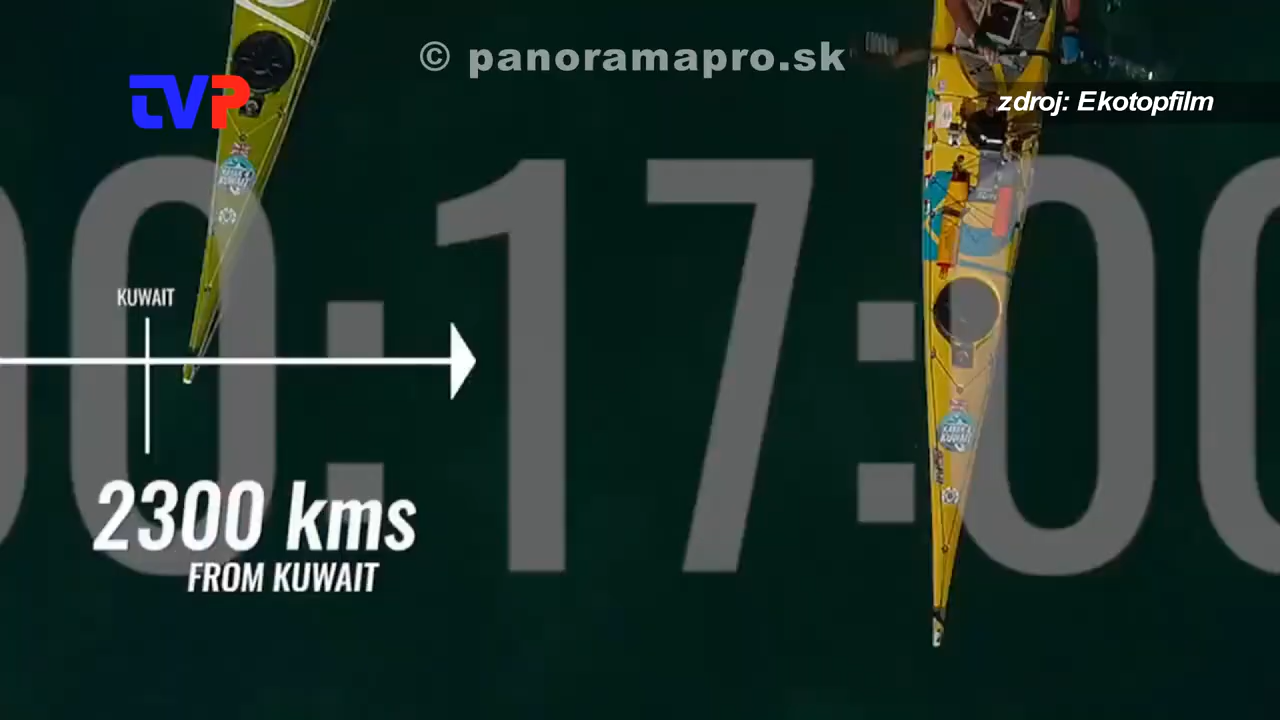 © panoramapro.sk
TVP
zdroj: Ekotopfilm
00:17:00
KUWAIT
2300 kms
FROM KUWAIT